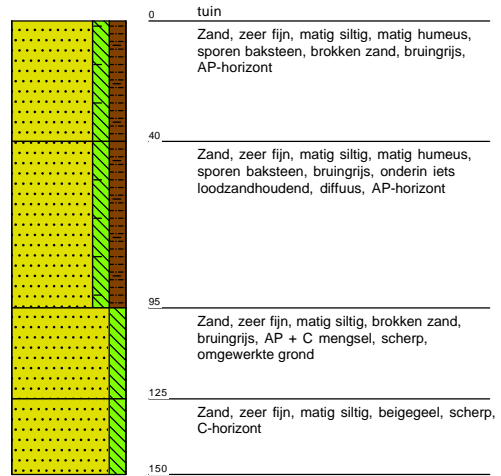 0
tuin
Zand, zeer fijn, matig siltig, matig humeus,
sporen baksteen, brokken zand, bruingrijs,
AP-horizont
40
Zand, zeer fijn, matig siltig, matig humeus,
sporen baksteen, bruingrijs, onderin iets
loodzandhoudend, diffuus, AP-horizont
95
Zand, zeer fijn, matig siltig, brokken zand,
bruingrijs, AP + C mengsel, scherp,
omgewerkte grond
125
Zand, zeer fijn, matig siltig, beigegeel, scherp,
C-horizont
150